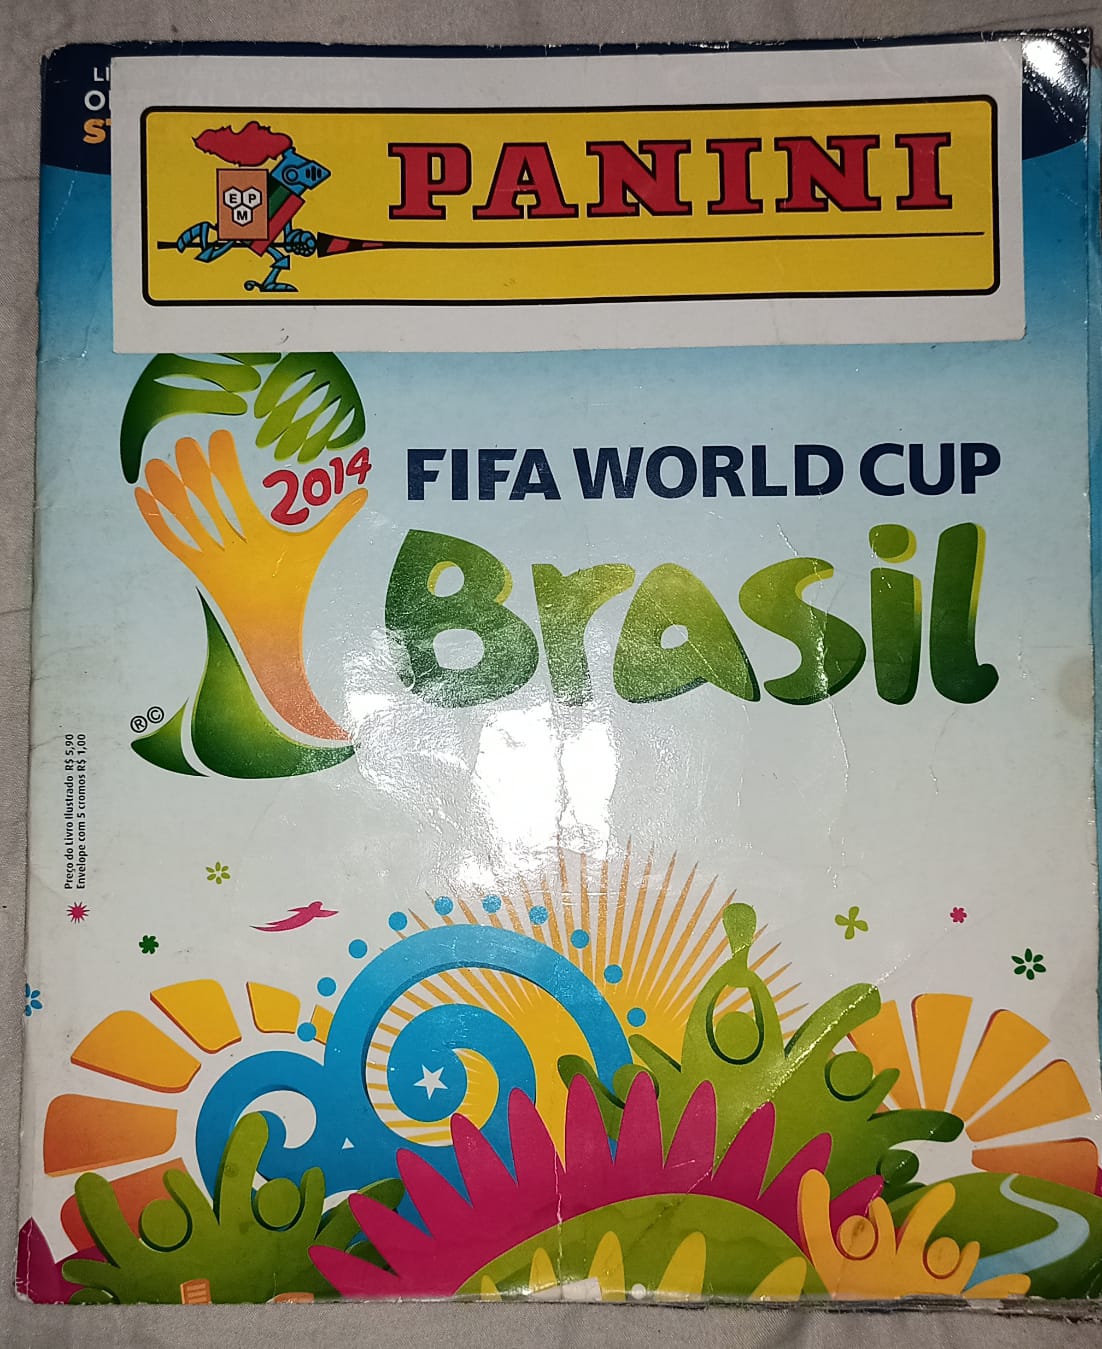 PANINI
E P
M
2014
FIFA WORLD CUP
Brasil
®©
Preço do Livro Ilustrado R$ 5,90
Envelope com 5 cromos R$ 1,00